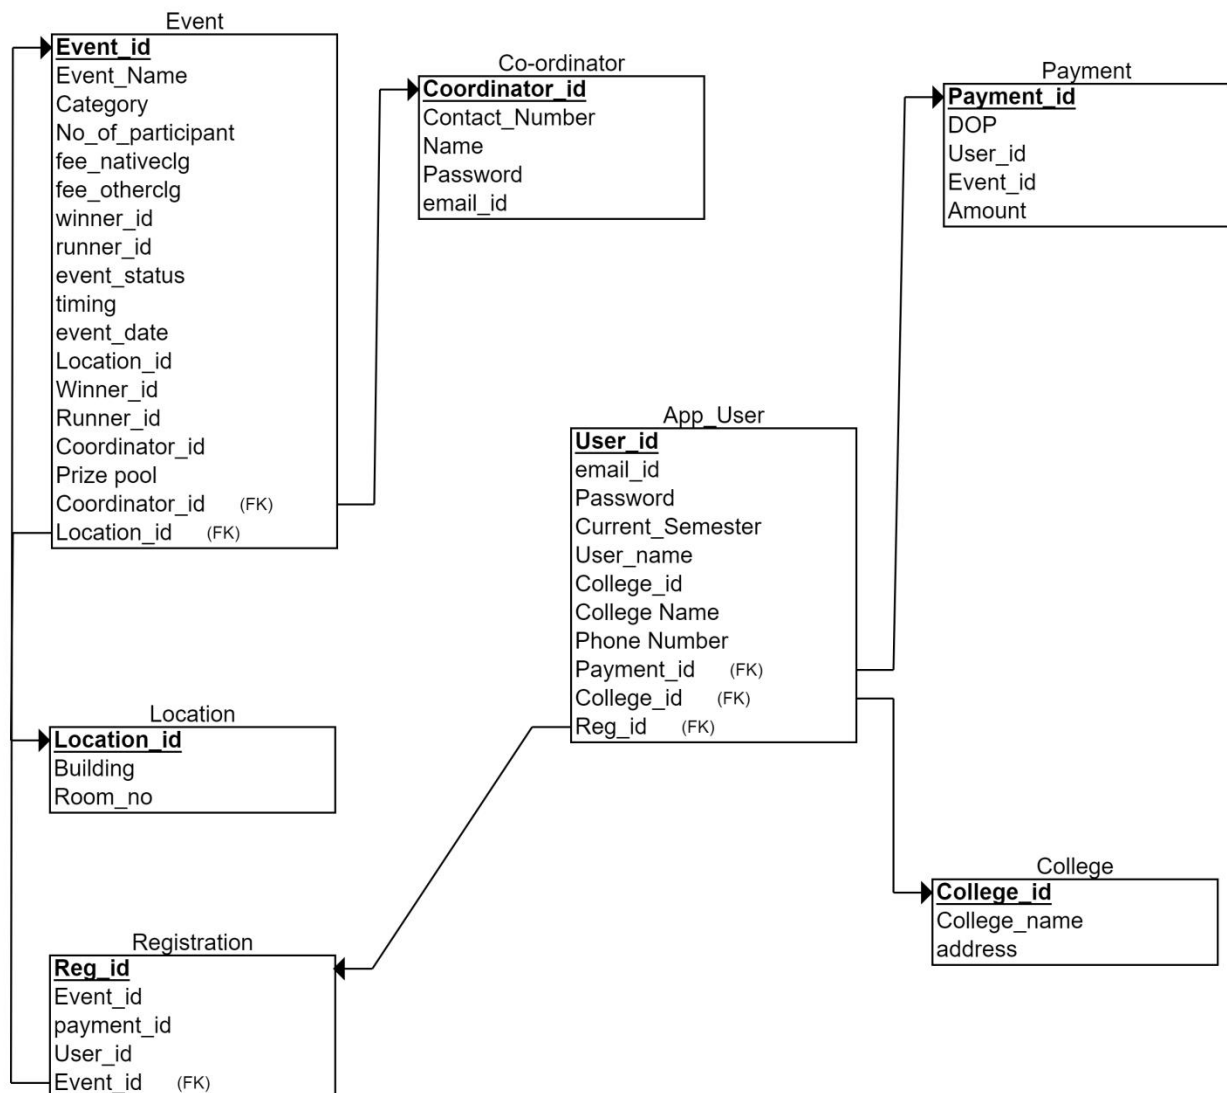 Event
Event_id
Event_Name
Category
No_of_participant
fee_nativeclg
fee_otherclg
winner_id
runner_id
event_status
timing
event_date
Location_id
Winner_id
Runner_id
Coordinator_id
Prize pool
Coordinator_id (FK)
Location_id (FK)
Co-ordinator
Coordinator_id
Contact_Number
Name
Password
email_id
Payment
Payment_id
DOP
User_id
Event_id
Amount
App_User
User_id
email_id
Password
Current_Semester
User_name
College_id
College Name
Phone Number
Payment_id (FK)
College_id (FK)
Reg_id (FK)
Location
Location_id
Building
Room_no
College
College_id
College_name
address
Registration
Reg_id
Event_id
payment_id
User_id
Event_id (FK)